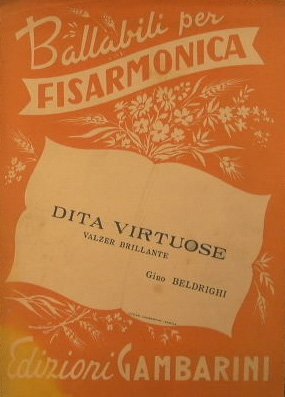 Ballabili per
FISARMONICA
DITA VIRTUOSE
VALZER BRILLANTE
Gino BELDRIGHI
Edizioni GAMBARINI